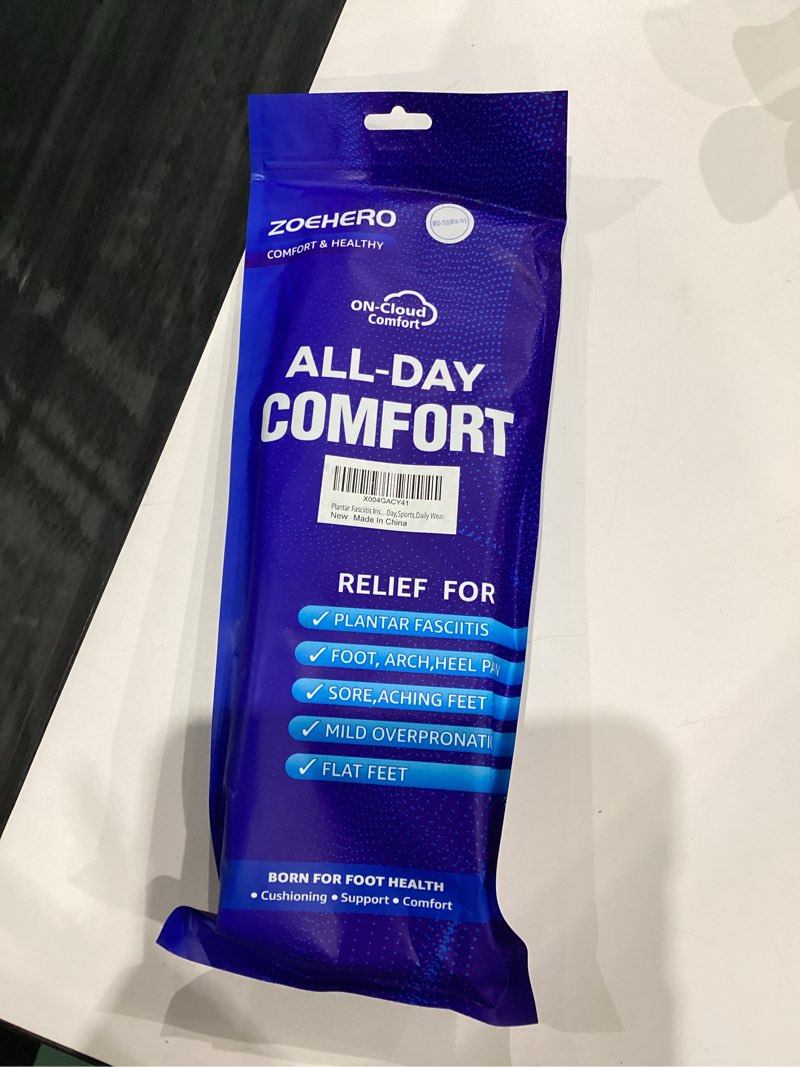 ZOEHERO
COMFORT & HEALTHY
ON-Cloud
Comfort
ALL-DAY
COMFORT
X004GACY41
Plantar Fasciitis Ins... Day,Sports,Daily Wear
New Made In China
RELIEF FOR
✓ PLANTAR FASCIITIS
✓ FOOT, ARCH,HEEL PAIN
✓ SORE,ACHING FEET
✓ MILD OVERPRONATI
✓ FLAT FEET
BORN FOR FOOT HEALTH
• Cushioning • Support • Comfort